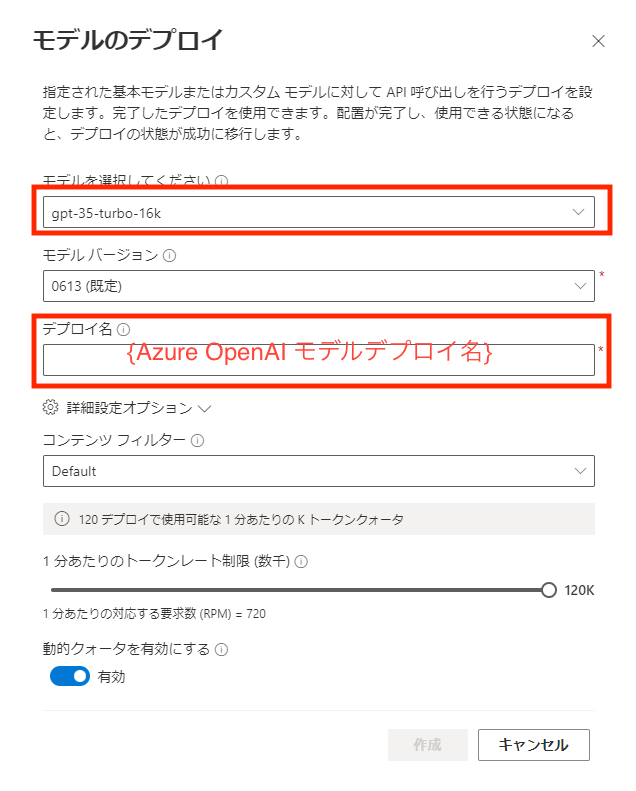 モデルのデプロイ
指定された基本モデルまたはカスタム モデルに対して API 呼び出しを行うデプロイを設
定します。完了したデプロイを使用できます。配置が完了し、使用できる状態になる
と、デプロイの状態が成功に移行します。
モデルを選択してください
gpt-35-turbo-16k
モデル バージョン
0613 (既定)
*
デプロイ名
{Azure OpenAI モデルデプロイ名}
*
詳細設定オプション
コンテンツ フィルター
Default
120 デプロイで使用可能な 1 分あたりの K トークンクォータ
1 分あたりのトークンレート制限 (数千)
120K
1 分あたりの対応する要求数 (RPM) = 720
動的クォータを有効にする
有効
作成
キャンセル